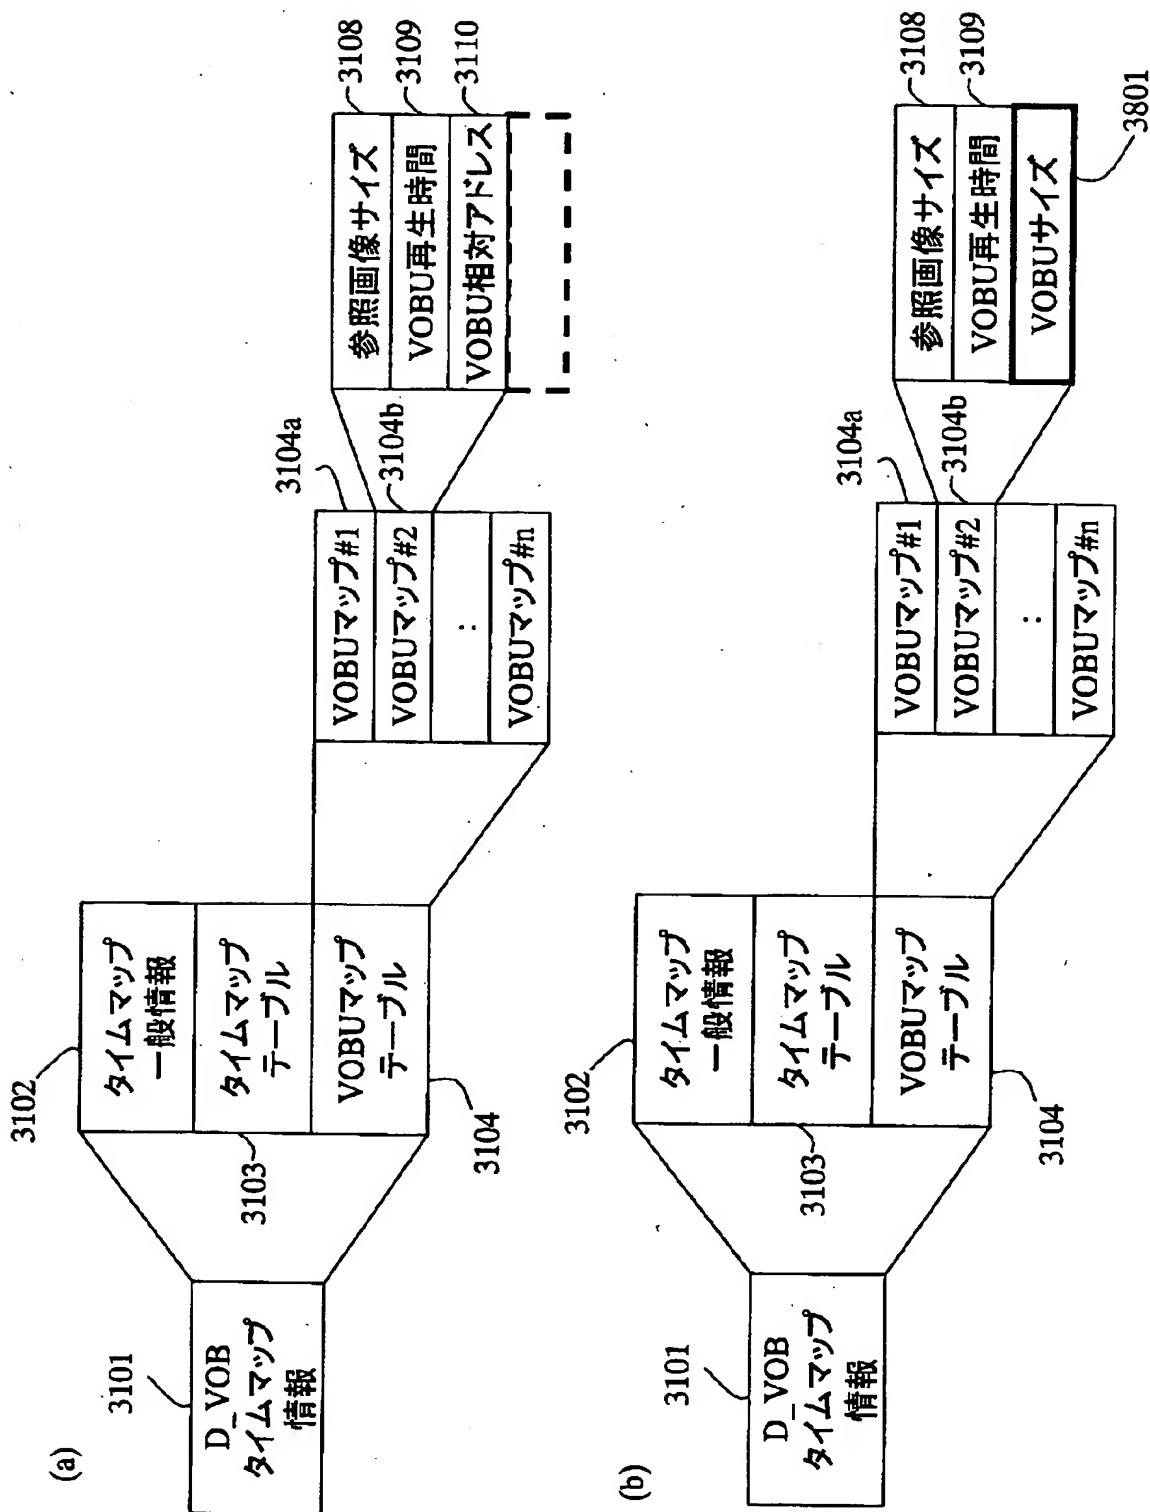 (a)
3101
D_VOB
タイムマップ
情報
3102
タイムマップ
一般情報
3103
タイムマップ
テーブル
VOBUマップ
テーブル
3104
3104a
VOBUマップ#1
VOBUマップ#2
3104b
:
VOBUマップ#n
参照画像サイズ
3108
VOBU再生時間
3109
VOBU相対アドレス
3110
(b)
3101
D_VOB
タイムマップ
情報
3102
タイムマップ
一般情報
3103
タイムマップ
テーブル
VOBUマップ
テーブル
3104
3104a
VOBUマップ#1
VOBUマップ#2
3104b
:
VOBUマップ#n
参照画像サイズ
3108
VOBU再生時間
3109
VOBUサイズ
3801